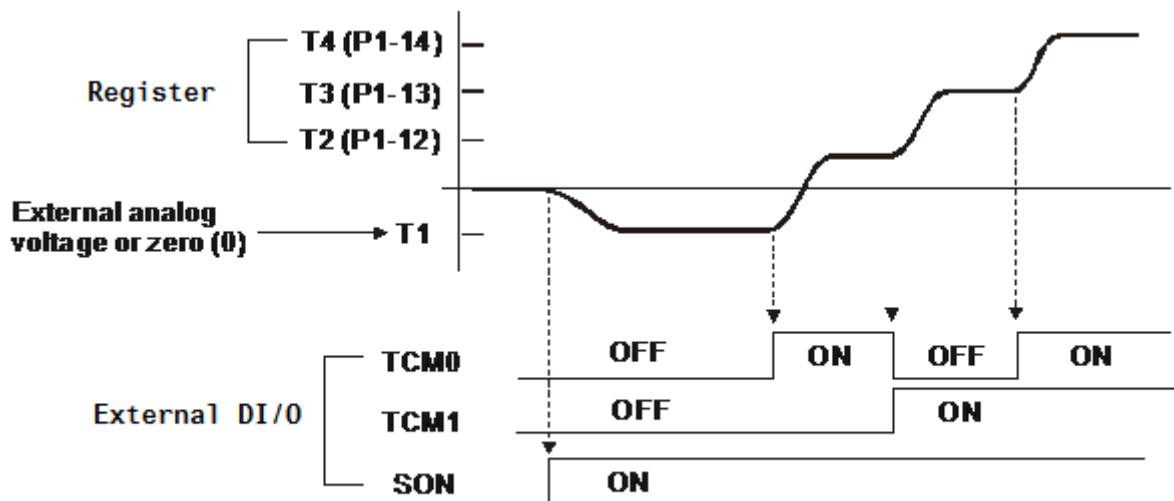 T4 (P1-14)
Register
T3 (P1-13)
T2 (P1-12)
External analog
voltage or zero (0)
T1
TCM0
OFF
ON
OFF
ON
External DI/O
TCM1
OFF
ON
SON
ON